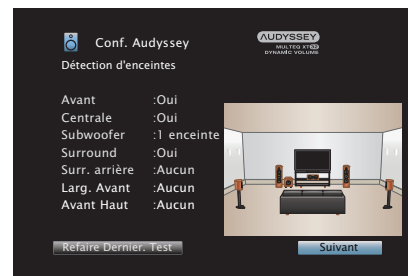 Conf. Audyssey
AUDYSSEY
MULTEQ XT32
DYNAMIC VOLUME
Détection d'enceintes
Avant :Oui
Centrale :Oui
Subwoofer :1 enceinte
Surround :Oui
Surr. arrière :Aucun
Larg. Avant :Aucun
Avant Haut :Aucun
Refaire Dernier. Test
Suivant